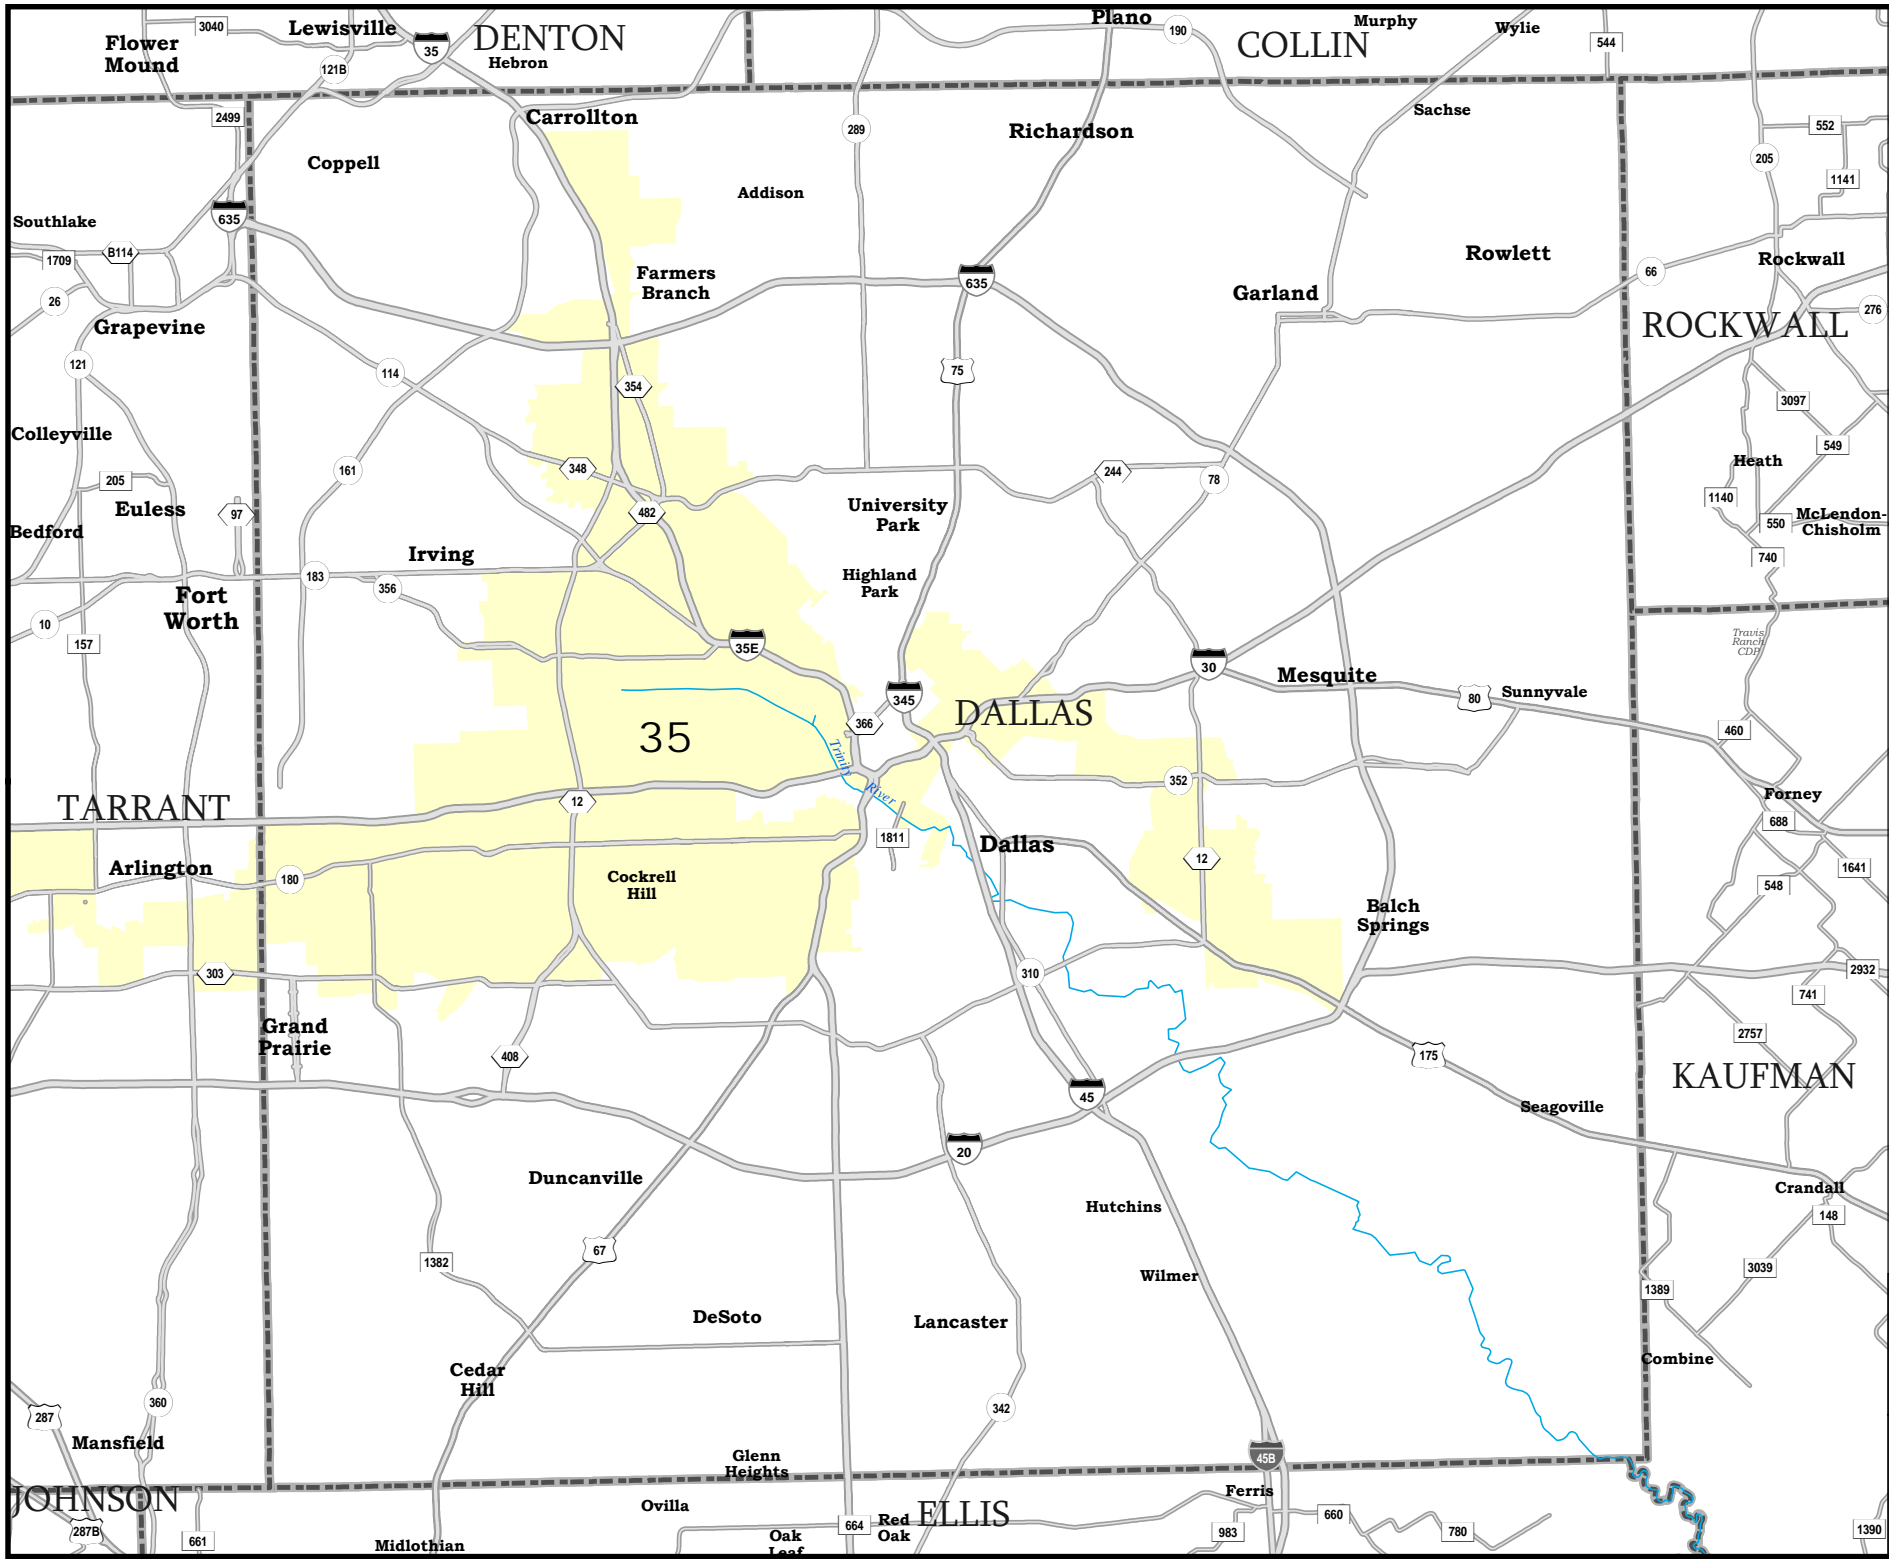 Plano
Murphy
Wylie
190
3040
Lewisville
DENTON
COLLIN
544
Flower
Mound
35
Hebron
121B
Sachse
2499
Carrollton
289
Richardson
552
Coppell
205
1141
Addison
Southlake
635
B114
1709
Farmers
Branch
635
Rowlett
Rockwall
66
26
Garland
276
Grapevine
ROCKWALL
121
114
354
75
3097
Colleyville
549
161
348
244
Heath
205
78
1140
Euless
97
482
University
Park
550
McLendon-
Chisholm
Bedford
Irving
740
183
356
Highland
Park
Fort
Worth
10
157
35E
Travis
Ranch
CDP
30
Mesquite
345
80
Sunnyvale
366
DALLAS
35
460
Trinity
River
352
12
Forney
TARRANT
688
1811
Dallas
12
Arlington
180
Cockrell
Hill
1641
548
Balch
Springs
303
310
2932
741
Grand
Prairie
2757
408
175
KAUFMAN
45
Seagoville
20
Duncanville
Crandall
Hutchins
148
67
1382
Wilmer
3039
1389
DeSoto
Lancaster
Combine
Cedar
Hill
360
342
287
Mansfield
Glenn
Heights
45B
JOHNSON
Ovilla
ELLIS
Ferris
287B
661
664
Red
Oak
660
983
780
1390
Midlothian
Oak
Leaf